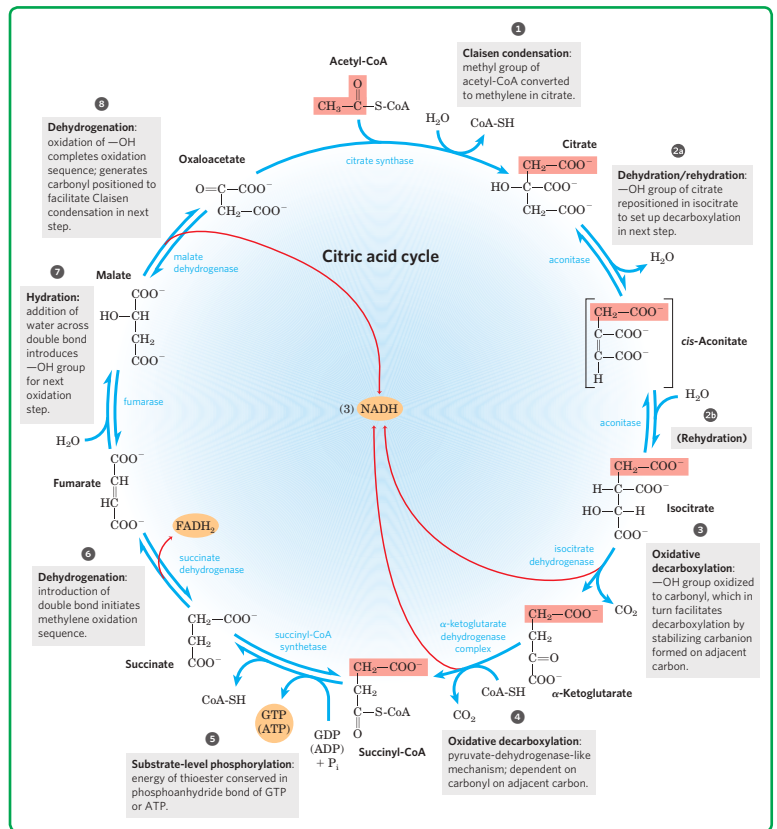 1
Claisen condensation:
methyl group of
acetyl-CoA converted
to methylene in citrate.
Acetyl-CoA
O
CH₃—C—S-CoA
H₂O
CoA-SH
citrate synthase
Citrate
CH₂—COO⁻
HO—C—COO⁻
CH₂—COO⁻
2a
Dehydration/rehydration:
—OH group of citrate
repositioned in isocitrate
to set up decarboxylation
in next step.
aconitase
H₂O
CH₂—COO⁻
C—COO⁻
C—COO⁻
H
cis-Aconitate
aconitase
H₂O
2b
(Rehydration)
CH₂—COO⁻
H—C—COO⁻
HO—C—H
COO⁻
Isocitrate
3
Oxidative
decarboxylation:
—OH group oxidized
to carbonyl, which in
turn facilitates
decarboxylation by
stabilizing carbanion
formed on adjacent
carbon.
isocitrate
dehydrogenase
CO₂
CH₂—COO⁻
CH₂
C=O
COO⁻
α-Ketoglutarate
α-ketoglutarate
dehydrogenase
complex
CoA-SH
CO₂
4
Oxidative decarboxylation:
pyruvate-dehydrogenase-like
mechanism; dependent on
carbonyl on adjacent carbon.
CH₂—COO⁻
CH₂
C—S-CoA
O
Succinyl-CoA
succinyl-CoA
synthetase
GDP
(ADP)
+ Pᵢ
GTP
(ATP)
CoA-SH
5
Substrate-level phosphorylation:
energy of thioester conserved in
phosphoanhydride bond of GTP
or ATP.
CH₂—COO⁻
CH₂
COO⁻
Succinate
succinate
dehydrogenase
FADH₂
6
Dehydrogenation:
introduction of
double bond initiates
methylene oxidation
sequence.
COO⁻
CH
HC
COO⁻
Fumarate
fumarase
H₂O
7
Hydration:
addition of
water across
double bond
introduces
—OH group
for next
oxidation
step.
Malate
COO⁻
HO—CH
CH₂
COO⁻
malate
dehydrogenase
8
Dehydrogenation:
oxidation of —OH
completes oxidation
sequence; generates
carbonyl positioned to
facilitate Claisen
condensation in next
step.
Oxaloacetate
O=C—COO⁻
CH₂—COO⁻
Citric acid cycle
(3) NADH